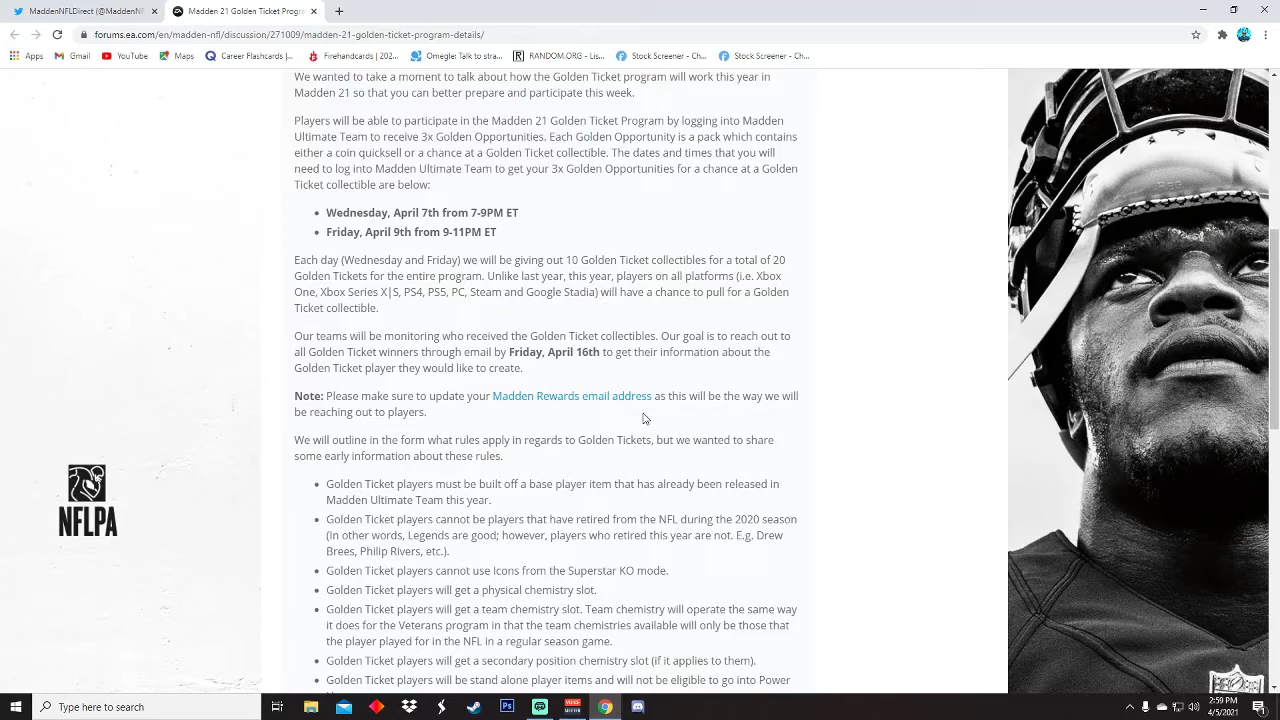 MaddenNFLDirect (@MaddenNF
Madden 21 Golden Ticket Progr
forums.ea.com/en/madden-nfl/discussion/271009/madden-21-golden-ticket-program-details/
Apps
Gmail
YouTube
Maps
Career Flashcards |...
Firehandcards | 202...
Omegler Talk to stra...
RANDOM.ORG - Lis...
Stock Screener - Ch...
Stock Screener - Ch...
We wanted to take a moment to talk about how the Golden Ticket program will work this year in
Madden 21 so that you can better prepare and participate this week.
Players will be able to participate in the Madden 21 Golden Ticket Program by logging into Madden
Ultimate Team to receive 3x Golden Opportunities. Each Golden Opportunity is a pack which contains
either a coin quicksell or a chance at a Golden Ticket collectible. The dates and times that you will
need to log into Madden Ultimate Team to get your 3x Golden Opportunities for a chance at a Golden
Ticket collectible are below:
• Wednesday, April 7th from 7-9PM ET
• Friday, April 9th from 9-11PM ET
Each day (Wednesday and Friday) we will be giving out 10 Golden Ticket collectibles for a total of 20
Golden Tickets for the entire program. Unlike last year, this year, players on all platforms (i.e. Xbox
One, Xbox Series X|S, PS4, PS5, PC, Steam and Google Stadia) will have a chance to pull for a Golden
Ticket collectible.
Our teams will be monitoring who received the Golden Ticket collectibles. Our goal is to reach out to
all Golden Ticket winners through email by Friday, April 16th to get their information about the
Golden Ticket player they would like to create.
Note: Please make sure to update your Madden Rewards email address as this will be the way we will
be reaching out to players.
We will outline in the form what rules apply in regards to Golden Tickets, but we wanted to share
some early information about these rules.
• Golden Ticket players must be built off a base player item that has already been released in
Madden Ultimate Team this year.
• Golden Ticket players cannot be players that have retired from the NFL during the 2020 season
(In other words, Legends are good; however, players who retired this year are not. E.g. Drew
Brees, Philip Rivers, etc.).
• Golden Ticket players cannot use Icons from the Superstar KO mode.
• Golden Ticket players will get a physical chemistry slot.
• Golden Ticket players will get a team chemistry slot. Team chemistry will operate the same way
it does for the Veterans program in that the team chemistries available will only be those that
the player played for in the NFL in a regular season game.
• Golden Ticket players will get a secondary position chemistry slot (if it applies to them).
• Golden Ticket players will be stand alone player items and will not be eligible to go into Power
NFLPA
NFL
Type here to search
2:59 PM
4/5/2021